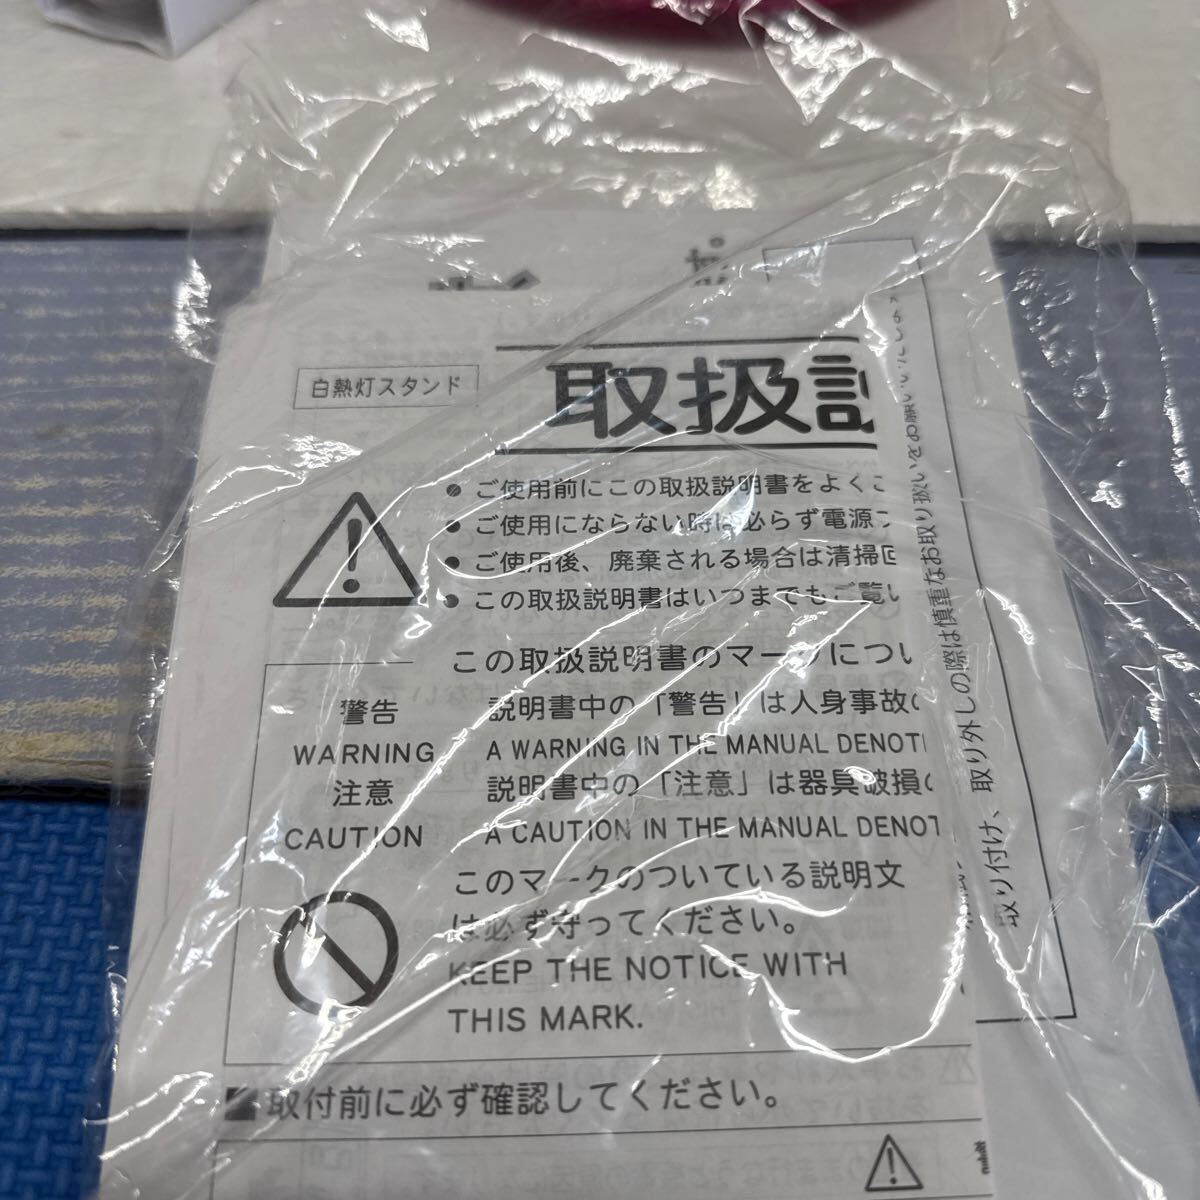 白熱灯スタンド
取扱説
● ご使用前にこの取扱説明書をよくこ
● ご使用にならない時は必らず電源コ
● ご使用後、廃棄される場合は清掃回
● この取扱説明書はいつまでもご覧い
この取扱説明書のマークについ
警告 説明書中の「警告」は人身事故の
WARNING A WARNING IN THE MANUAL DENOTI
注意 説明書中の「注意」は器具破損の
CAUTION A CAUTION IN THE MANUAL DENOT
このマークのついている説明文
は必ず守ってください。
KEEP THE NOTICE WITH
THIS MARK.
取付前に必ず確認してください。
取り付け、取り外しの際は慎重なお取り扱いをお願い